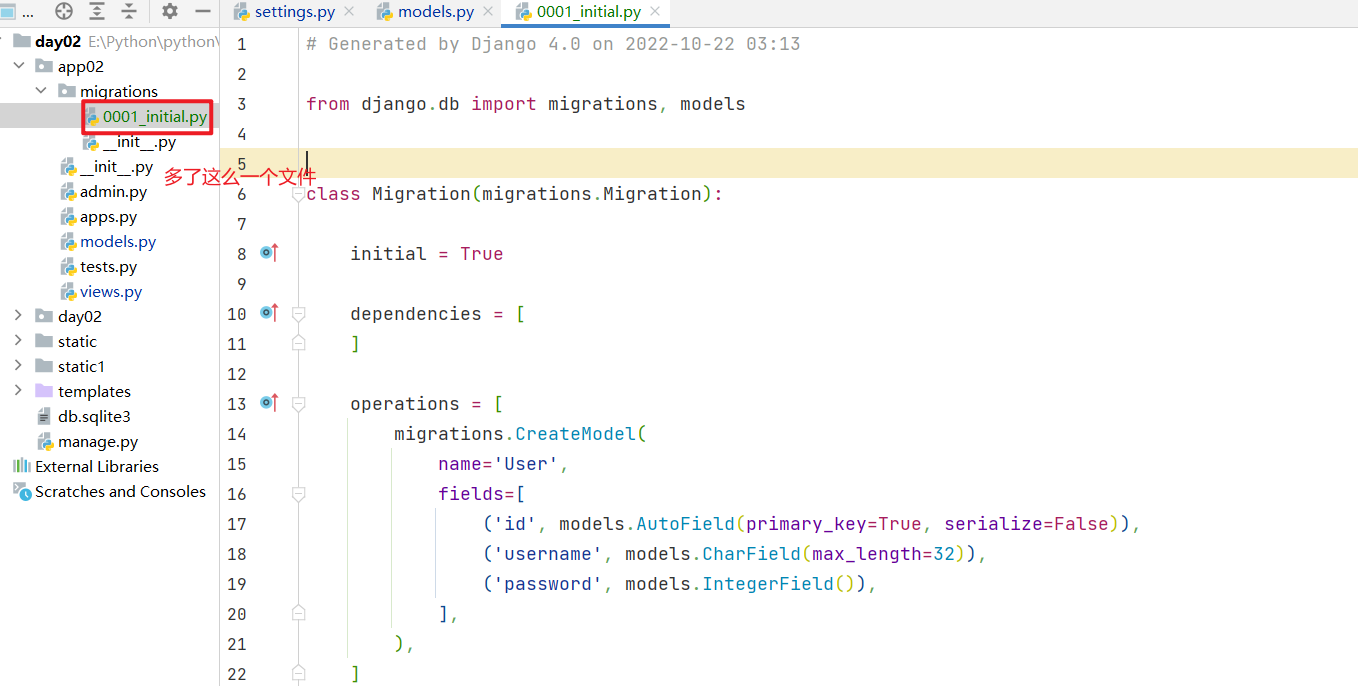 ...
settings.py
models.py
0001_initial.py
day02 E:\Python\python\
app02
migrations
0001_initial.py
__init__.py
__init__.py
多了这么一个文件
admin.py
apps.py
models.py
tests.py
views.py
day02
static
static1
templates
db.sqlite3
manage.py
External Libraries
Scratches and Consoles
1 # Generated by Django 4.0 on 2022-10-22 03:13
2
3 from django.db import migrations, models
4
5
6 class Migration(migrations.Migration):
7
8 initial = True
9
10 dependencies = [
11 ]
12
13 operations = [
14 migrations.CreateModel(
15 name='User',
16 fields=[
17 ('id', models.AutoField(primary_key=True, serialize=False)),
18 ('username', models.CharField(max_length=32)),
19 ('password', models.IntegerField()),
20 ],
21 ),
22 ]